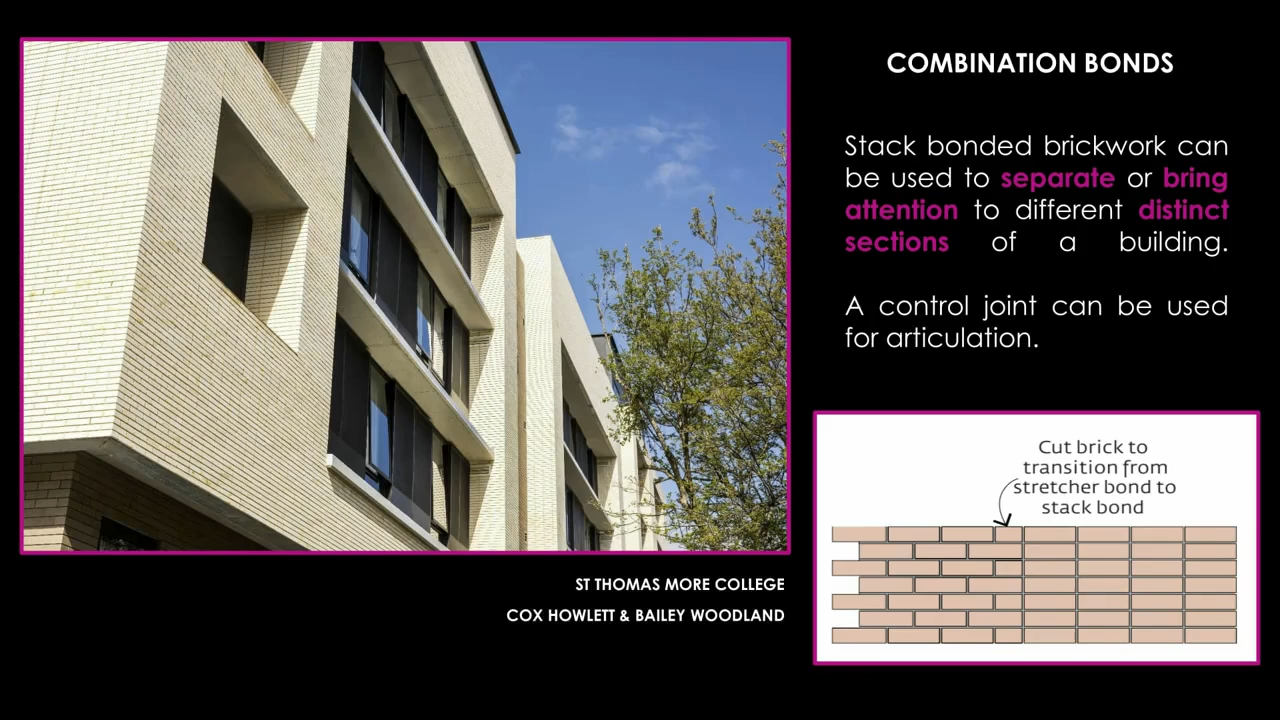 COMBINATION BONDS
Stack bonded brickwork can
be used to separate or bring
attention to different distinct
sections of a building.
A control joint can be used
for articulation.
Cut brick to
transition from
stretcher bond to
stack bond
ST THOMAS MORE COLLEGE
COX HOWLETT & BAILEY WOODLAND